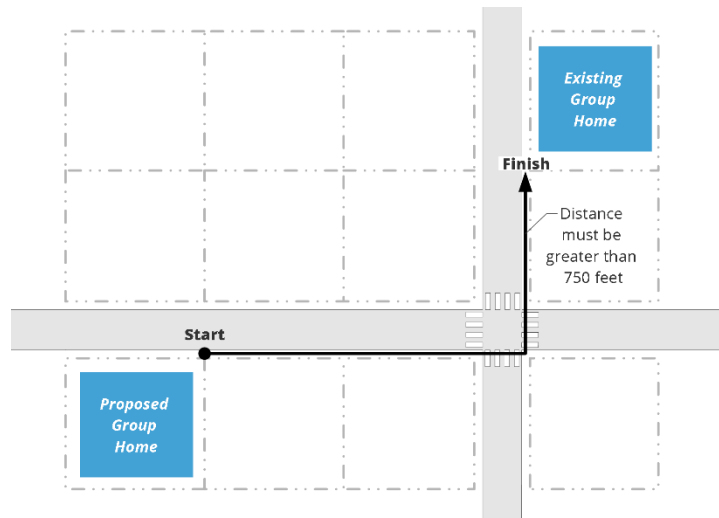 Existing
Group
Home
Finish
Distance
must be
greater than
750 feet
Start
Proposed
Group
Home